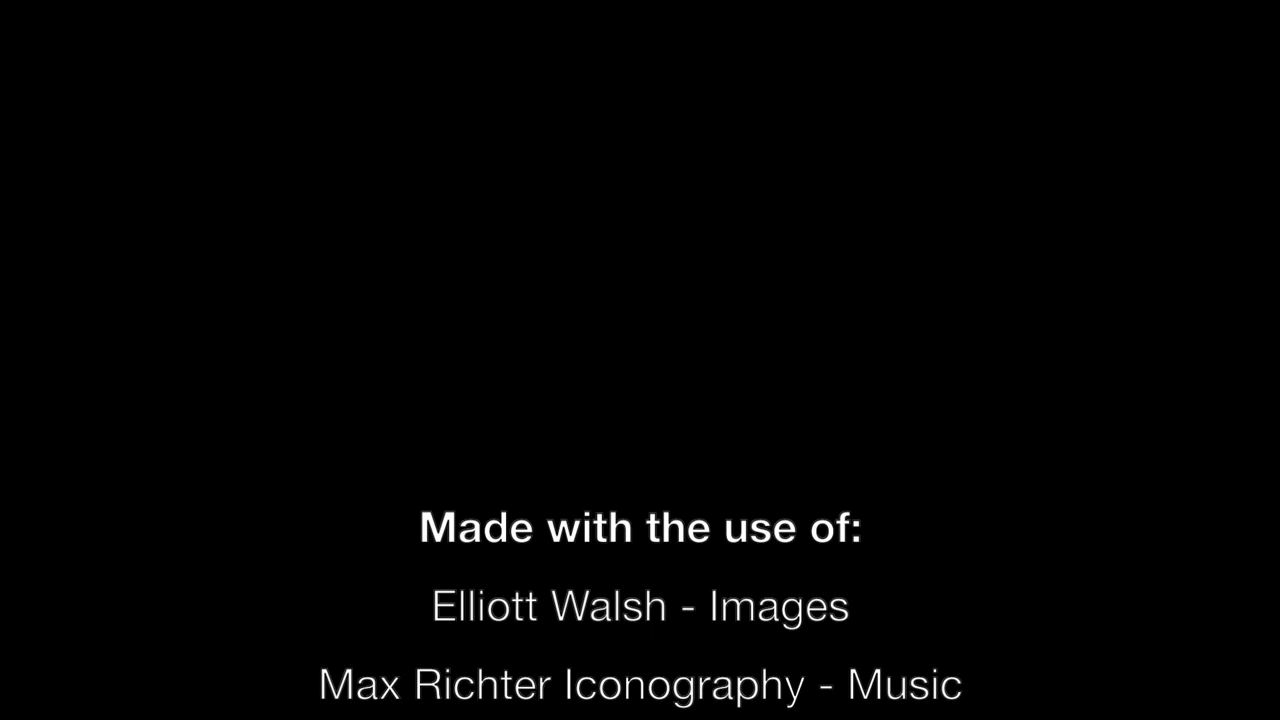 Made with the use of:
Elliott Walsh - Images
Max Richter Iconography - Music